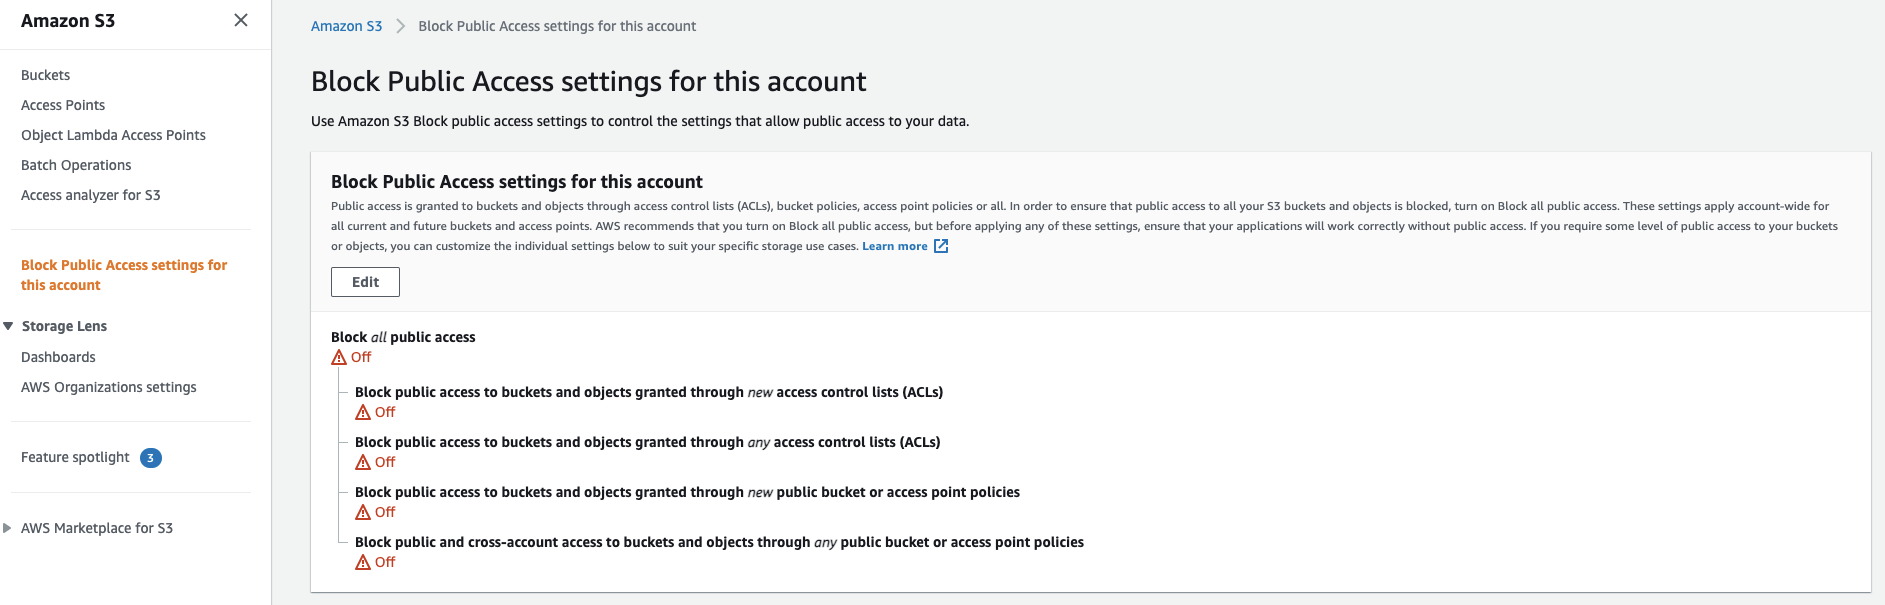 Amazon S3
Buckets
Access Points
Object Lambda Access Points
Batch Operations
Access analyzer for S3
Block Public Access settings for
this account
Storage Lens
Dashboards
AWS Organizations settings
Feature spotlight 3
AWS Marketplace for S3
Amazon S3 Block Public Access settings for this account
Block Public Access settings for this account
Use Amazon S3 Block public access settings to control the settings that allow public access to your data.
Block Public Access settings for this account
Public access is granted to buckets and objects through access control lists (ACLs), bucket policies, access point policies or all. In order to ensure that public access to all your S3 buckets and objects is blocked, turn on Block all public access. These settings apply account-wide for
all current and future buckets and access points. AWS recommends that you turn on Block all public access, but before applying any of these settings, ensure that your applications will work correctly without public access. If you require some level of public access to your buckets
or objects, you can customize the individual settings below to suit your specific storage use cases. Learn more
Edit
Block all public access
Off
Block public access to buckets and objects granted through new access control lists (ACLs)
Off
Block public access to buckets and objects granted through any access control lists (ACLs)
Off
Block public access to buckets and objects granted through new public bucket or access point policies
Off
Block public and cross-account access to buckets and objects through any public bucket or access point policies
Off